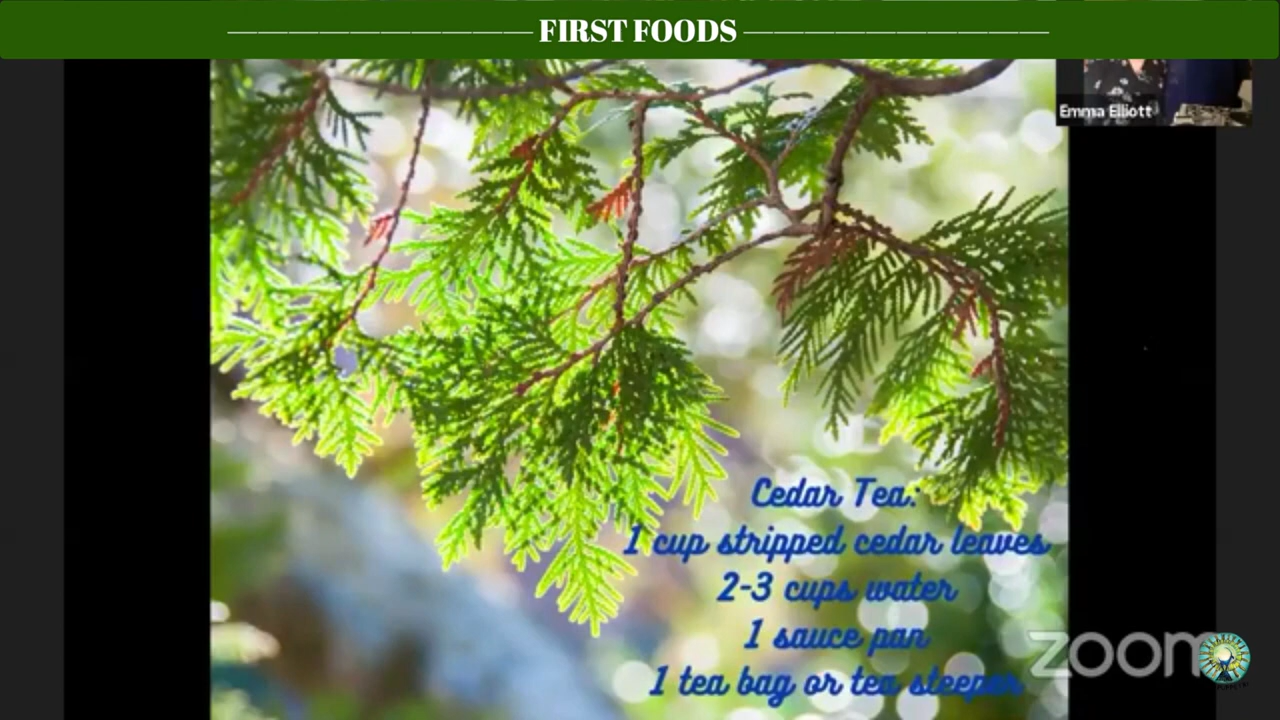 FIRST FOODS
Emma Elliott
Cedar Tea:
1 cup stripped cedar leaves
2-3 cups water
1 sauce pan
1 tea bag or tea steeper
zoom